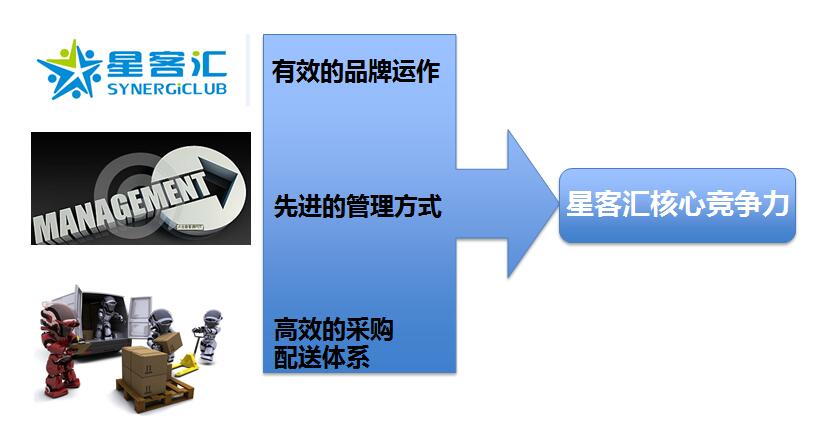 星客汇
SYNERGiCLUB
有效的品牌运作
MANAGEMENT
先进的管理方式
星客汇核心竞争力
高效的采购
配送体系